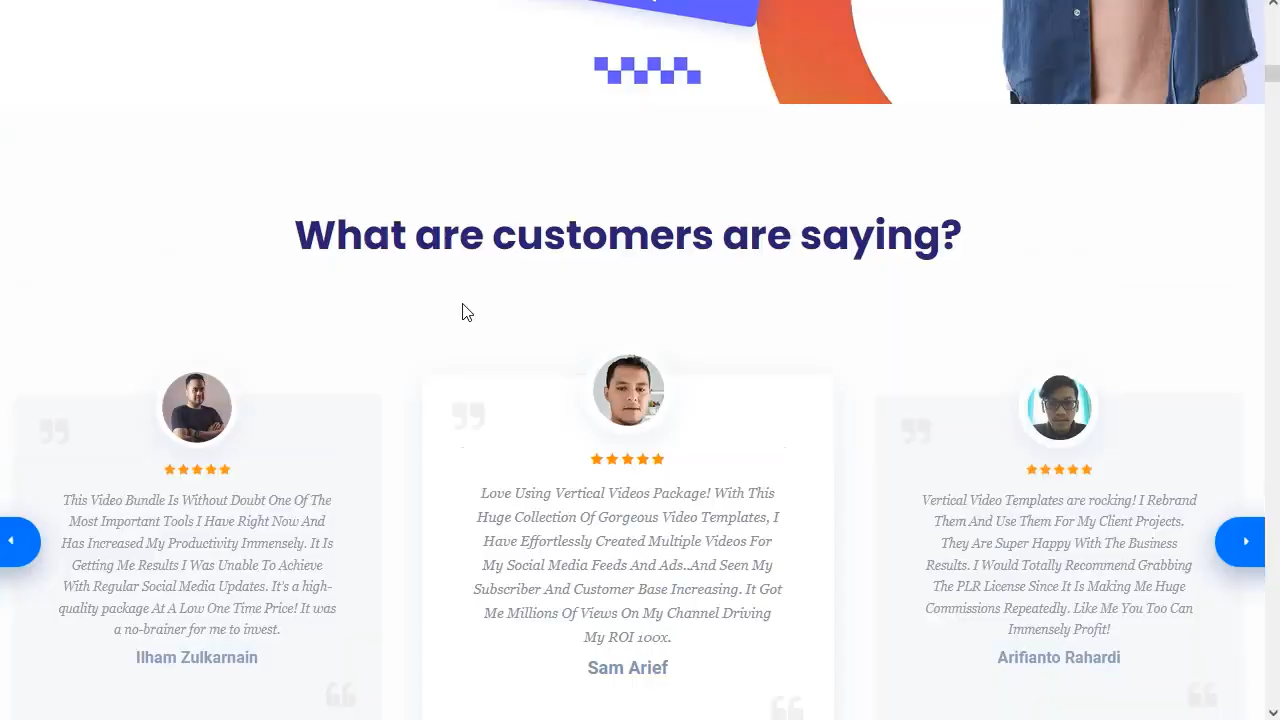 What are customers are saying?
This Video Bundle Is Without Doubt One Of The
Most Important Tools I Have Right Now And
Has Increased My Productivity Immensely. It Is
Getting Me Results I Was Unable To Achieve
With Regular Social Media Updates. It's a high-
quality package At A Low One Time Price! It was
a no-brainer for me to invest.
Ilham Zulkarnain
Love Using Vertical Videos Package! With This
Huge Collection Of Gorgeous Video Templates, I
Have Effortlessly Created Multiple Videos For
My Social Media Feeds And Ads..And Seen My
Subscriber And Customer Base Increasing. It Got
Me Millions Of Views On My Channel Driving
My ROI 100x.
Sam Arief
Vertical Video Templates are rocking! I Rebrand
Them And Use Them For My Client Projects.
They Are Super Happy With The Business
Results. I Would Totally Recommend Grabbing
The PLR License Since It Is Making Me Huge
Commissions Repeatedly. Like Me You Too Can
Immensely Profit!
Arifianto Rahardi